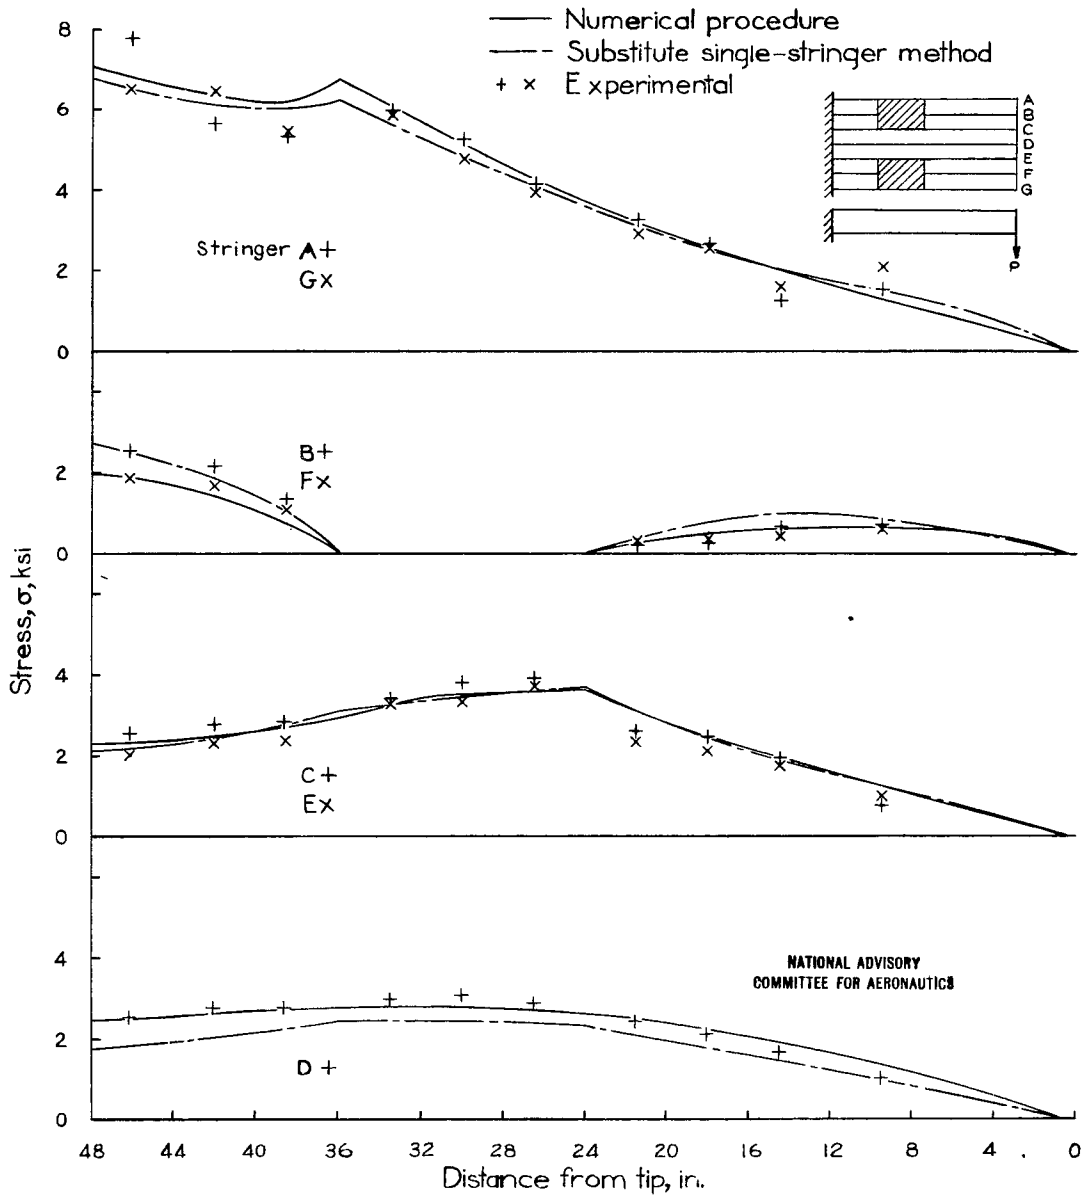 Numerical procedure
Substitute single-stringer method
+ × Experimental
A
B
C
D
E
F
G
P
8
6
4
2
0
Stringer A +
G ×
2
0
B +
F ×
4
2
0
C +
E ×
4
2
0
D +
NATIONAL ADVISORY
COMMITTEE FOR AERONAUTICS
Stress, σ, ksi
48 44 40 36 32 28 24 20 16 12 8 4 0
Distance from tip, in.